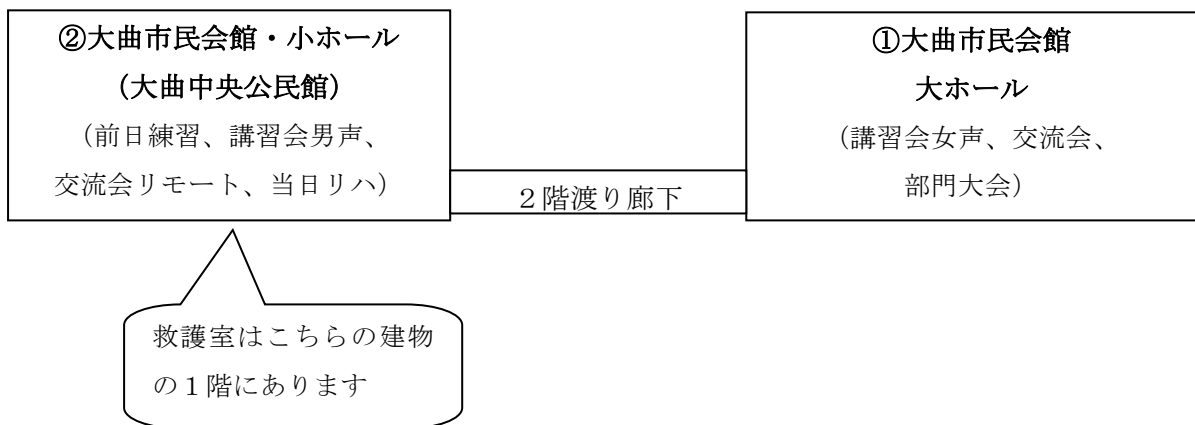 ②大曲市民会館・小ホール
(大曲中央公民館)
（前日練習、講習会男声、
交流会リモート、当日リハ）
２階渡り廊下
①大曲市民会館
大ホール
（講習会女声、交流会、
部門大会）
救護室はこちらの建物
の１階にあります